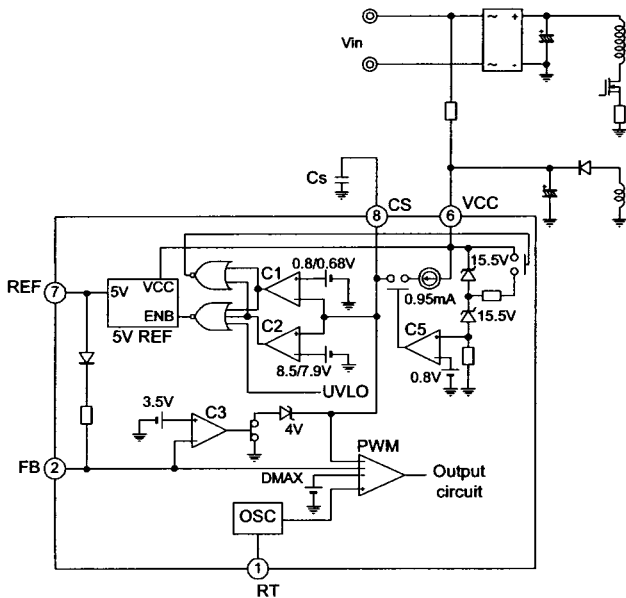 Vin
~
+
~
-
Cs
CS
8
VCC
6
REF
7
5V
VCC
ENB
5V REF
C1
0.8/0.68V
C2
8.5/7.9V
UVLO
0.95mA
15.5V
15.5V
C5
0.8V
3.5V
C3
4V
FB
2
PWM
DMAX
Output
circuit
OSC
1
RT